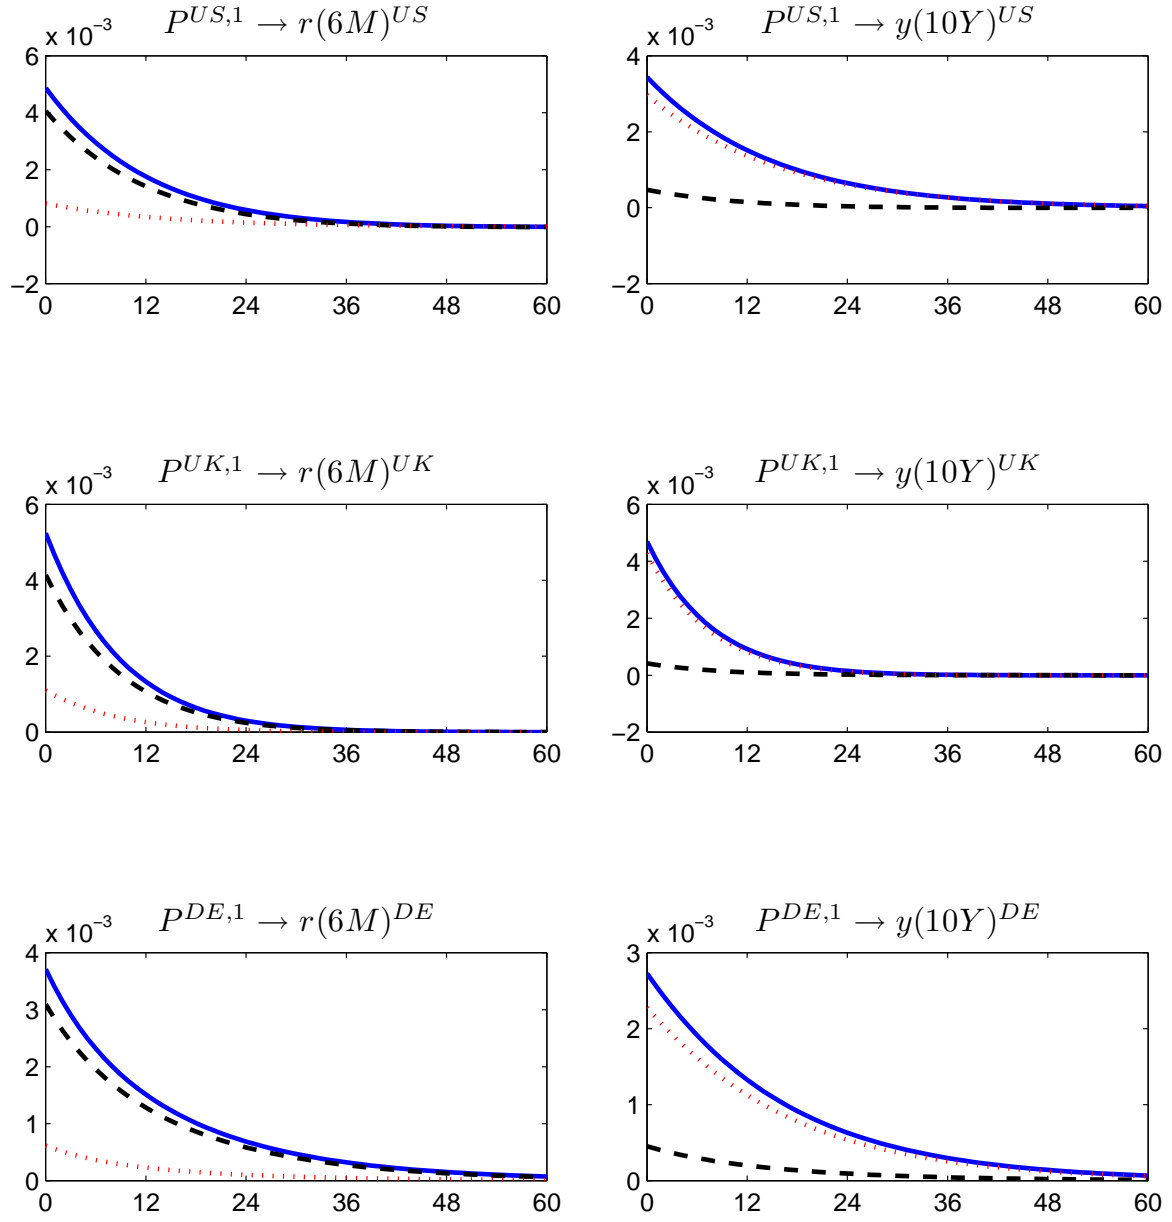 x 10⁻³ P^{US,1} → r(6M)^{US}
6
4
2
0
−2
0 12 24 36 48 60
x 10⁻³ P^{US,1} → y(10Y)^{US}
4
2
0
−2
0 12 24 36 48 60
x 10⁻³ P^{UK,1} → r(6M)^{UK}
6
4
2
0
0 12 24 36 48 60
x 10⁻³ P^{UK,1} → y(10Y)^{UK}
6
4
2
0
−2
0 12 24 36 48 60
x 10⁻³ P^{DE,1} → r(6M)^{DE}
4
3
2
1
0
0 12 24 36 48 60
x 10⁻³ P^{DE,1} → y(10Y)^{DE}
3
2
1
0
0 12 24 36 48 60